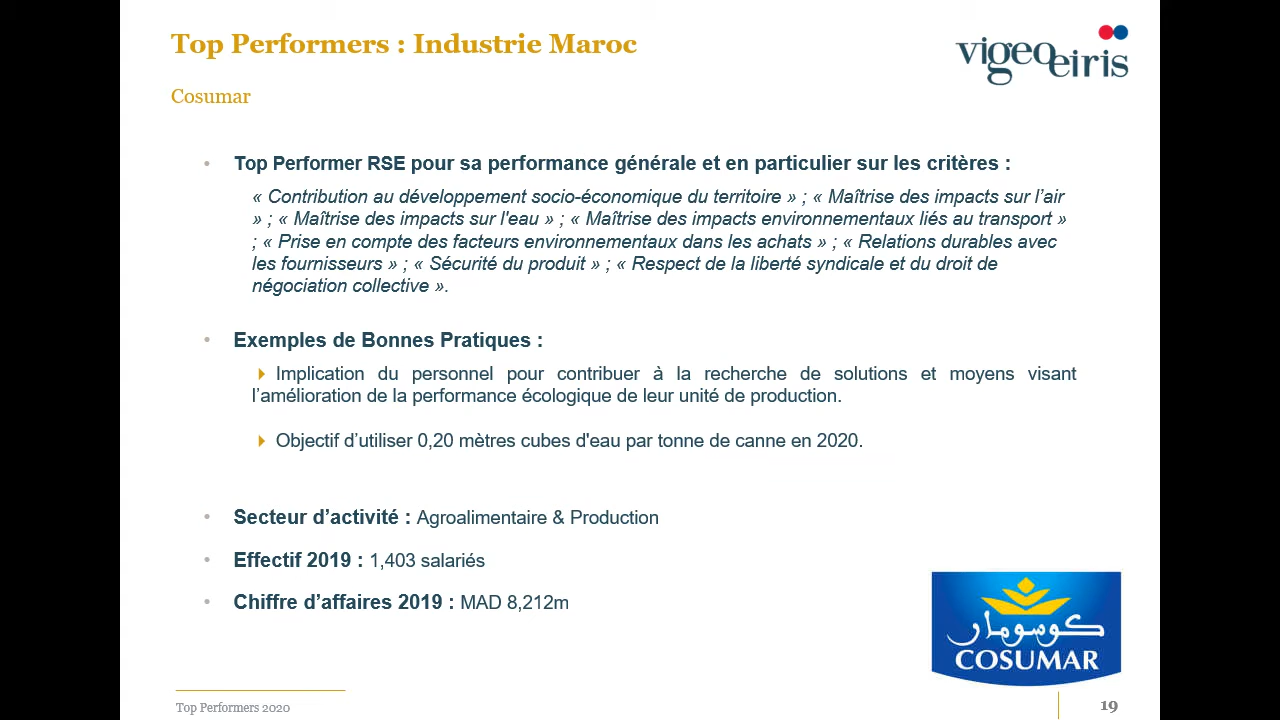 Top Performers : Industrie Maroc
vigeo eiris
Cosumar
• Top Performer RSE pour sa performance générale et en particulier sur les critères :
« Contribution au développement socio-économique du territoire » ; « Maîtrise des impacts sur l’air
» ; « Maîtrise des impacts sur l'eau » ; « Maîtrise des impacts environnementaux liés au transport »
; « Prise en compte des facteurs environnementaux dans les achats » ; « Relations durables avec
les fournisseurs » ; « Sécurité du produit » ; « Respect de la liberté syndicale et du droit de
négociation collective ».
• Exemples de Bonnes Pratiques :
Implication du personnel pour contribuer à la recherche de solutions et moyens visant
l’amélioration de la performance écologique de leur unité de production.
Objectif d’utiliser 0,20 mètres cubes d'eau par tonne de canne en 2020.
• Secteur d’activité : Agroalimentaire & Production
• Effectif 2019 : 1,403 salariés
• Chiffre d’affaires 2019 : MAD 8,212m
كوسومار
COSUMAR
Top Performers 2020
19